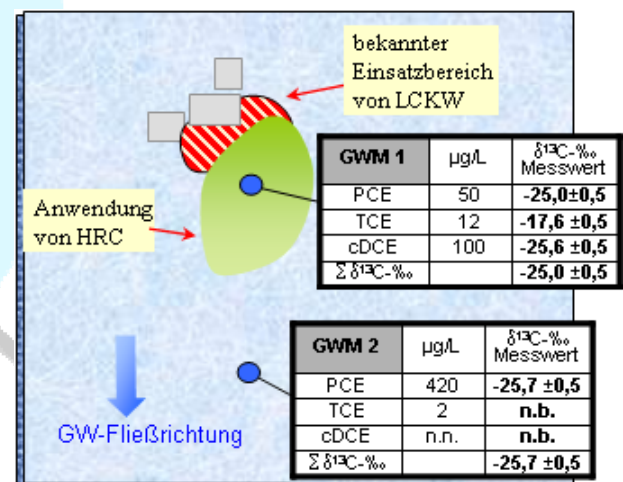 bekannter
Einsatzbereich
von LCKW
GWM 1 µg/L δ¹³C-‰ Messwert
PCE 50 -25,0±0,5
TCE 12 -17,6 ±0,5
cDCE 100 -25,6 ±0,5
Σ δ¹³C-‰ -25,0 ±0,5
Anwendung
von HRC
GWM 2 µg/L δ¹³C-‰ Messwert
PCE 420 -25,7 ±0,5
TCE 2 n.b.
cDCE n.n. n.b.
Σ δ¹³C-‰ -25,7 ±0,5
GW-Fließrichtung